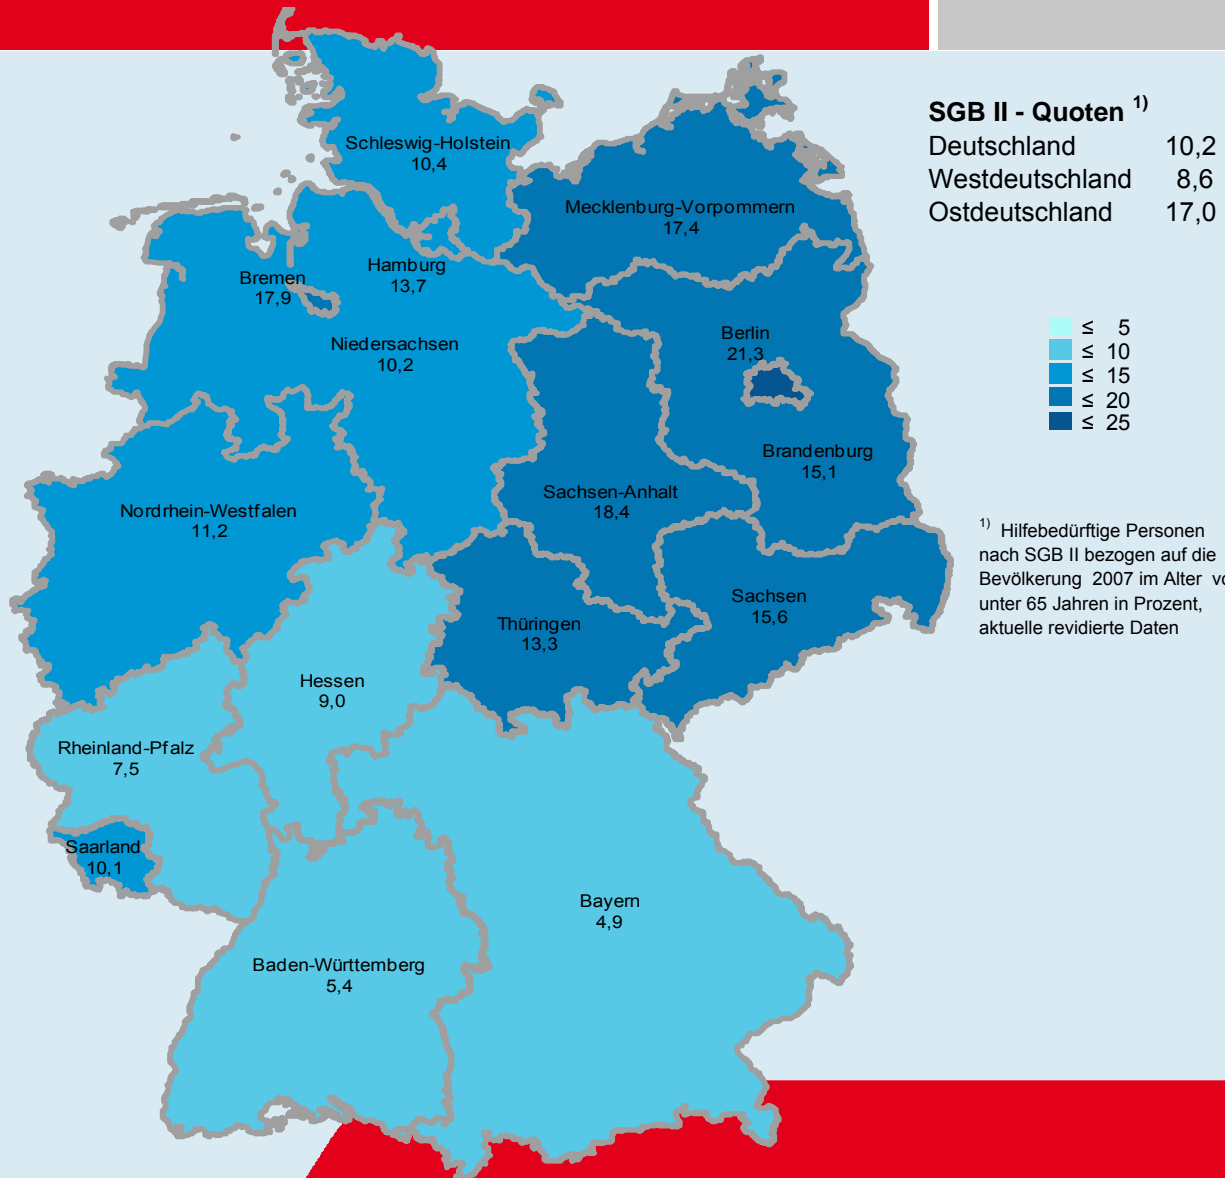 Schleswig-Holstein
10,4
Mecklenburg-Vorpommern
17,4
Hamburg
13,7
Bremen
17,9
Niedersachsen
10,2
Berlin
21,3
Brandenburg
15,1
Sachsen-Anhalt
18,4
Nordrhein-Westfalen
11,2
Sachsen
15,6
Thüringen
13,3
Hessen
9,0
Rheinland-Pfalz
7,5
Saarland
10,1
Bayern
4,9
Baden-Württemberg
5,4
SGB II - Quoten 1)
Deutschland 10,2
Westdeutschland 8,6
Ostdeutschland 17,0
≤ 5
≤ 10
≤ 15
≤ 20
≤ 25
1) Hilfebedürftige Personen
nach SGB II bezogen auf die
Bevölkerung 2007 im Alter
unter 65 Jahren in Prozent,
aktuelle revidierte Daten